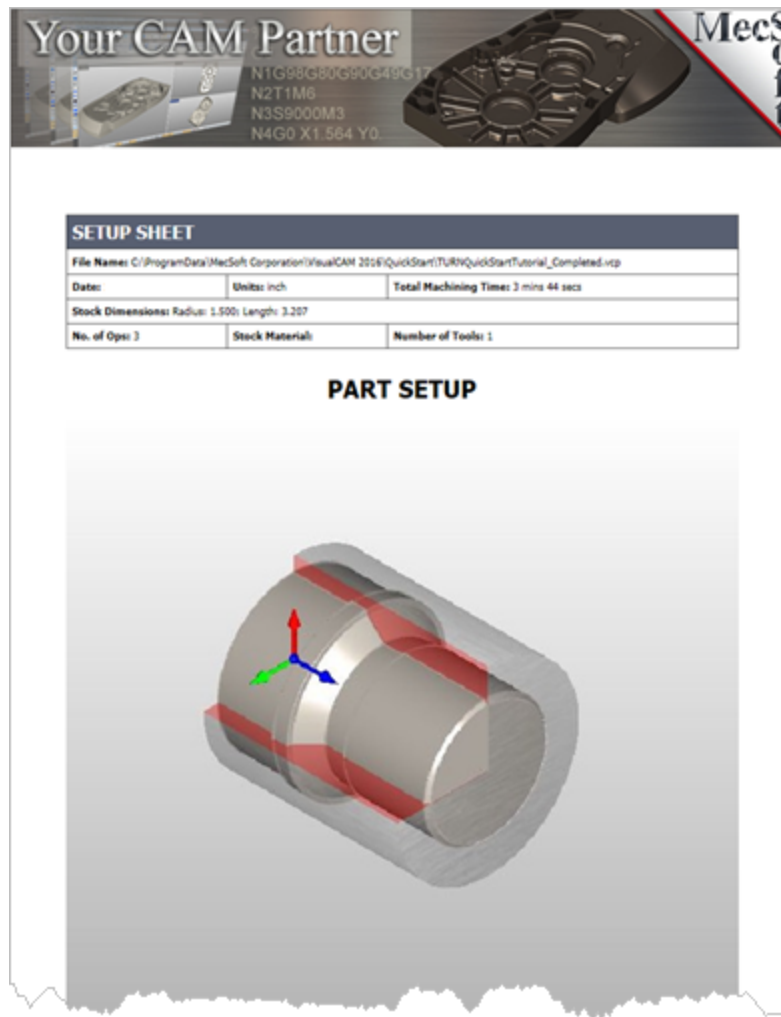 Your CAM Partner
MecSoft
N1G98G80G90G49G17
N2T1M6
N3S9000M3
N4G0 X1.564 Y0.
SETUP SHEET
File Name: C:\ProgramData\MecSoft Corporation\VisualCAM 2016\QuickStart\TURNQuickStartTutorial_Completed.vcp
Date: Units: inch Total Machining Time: 3 mins 44 secs
Stock Dimensions: Radius: 1.500; Length: 3.207
No. of Ops: 3 Stock Material: Number of Tools: 1
PART SETUP